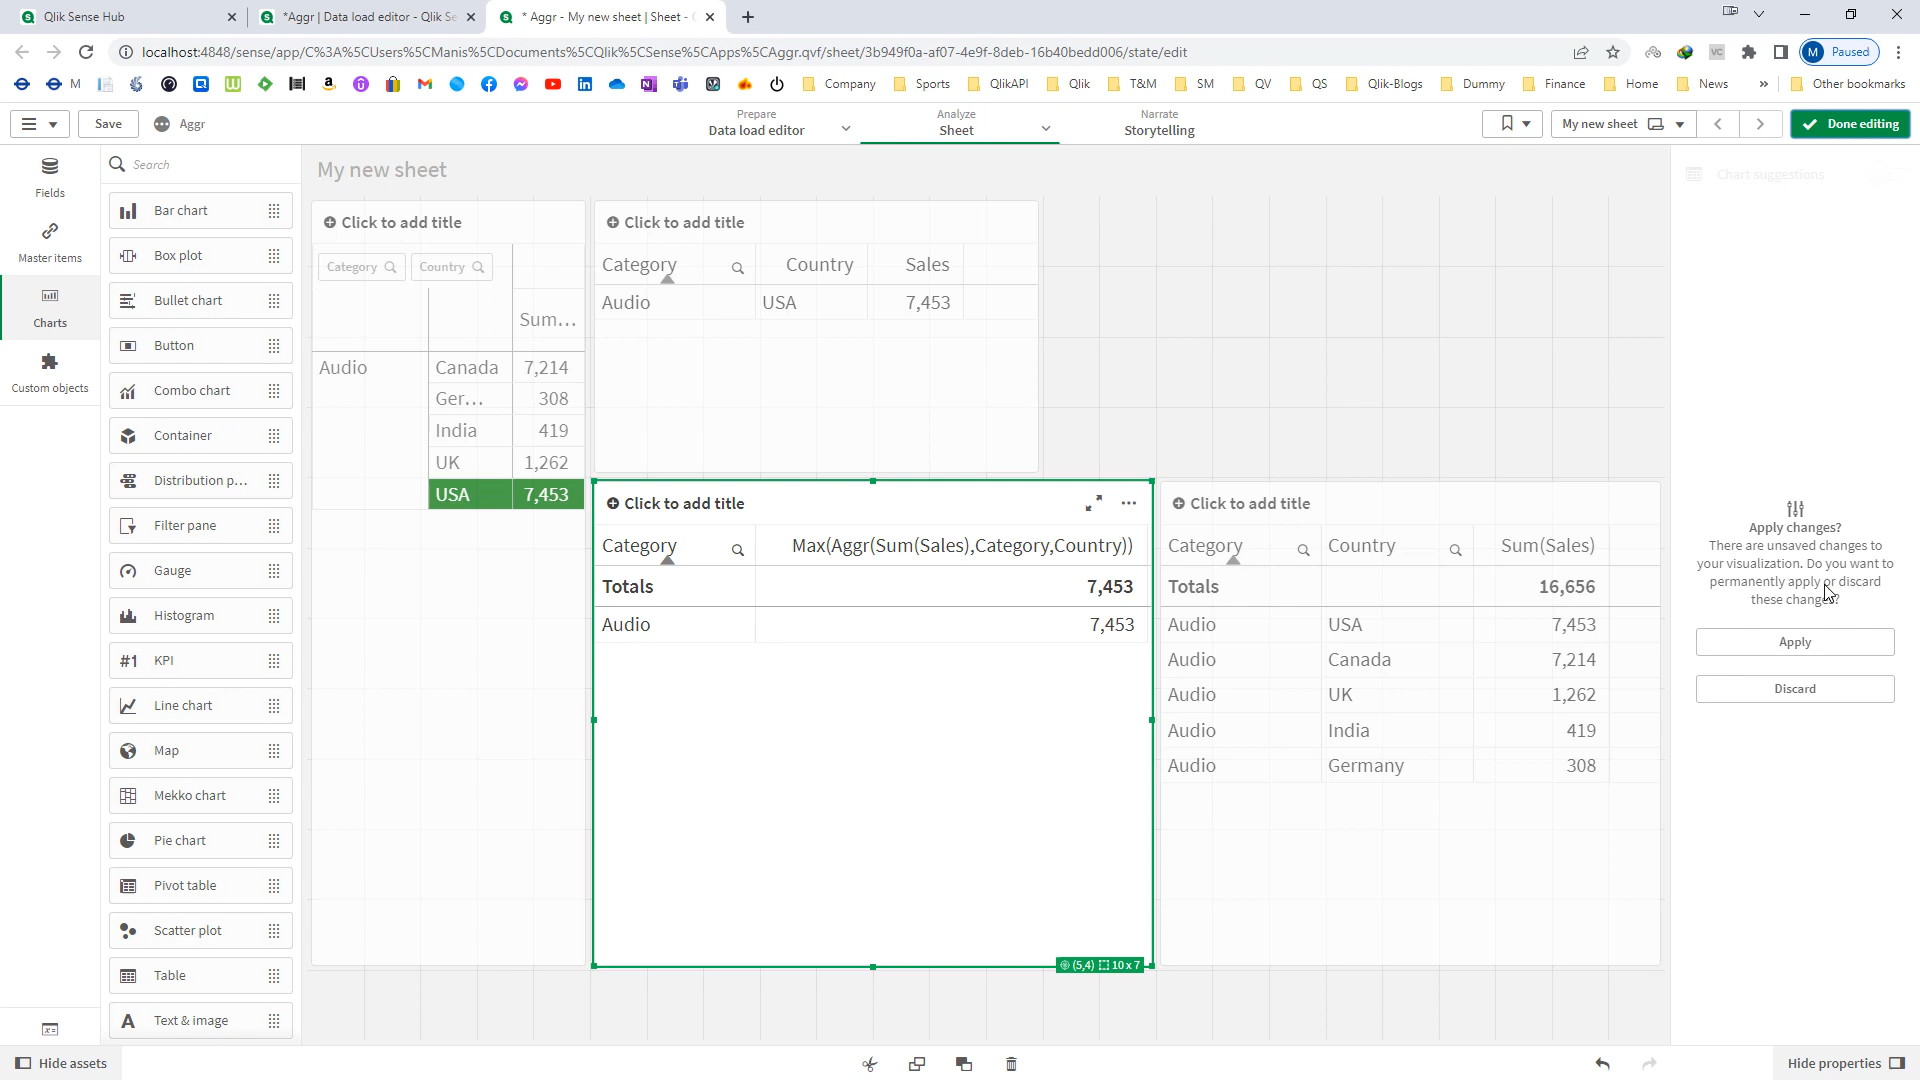 Qlik Sense Hub
*Aggr | Data load editor - Qlik Se
* Aggr - My new sheet | Sheet -
localhost:4848/sense/app/C%3A%5CUsers%5CManis%5CDocuments%5CQlik%5CSense%5CApps%5CAggr.qvf/sheet/3b949f0a-af07-4e9f-8deb-16b40bedd006/state/edit
VC
M Paused
M
Company
Sports
QlikAPI
Qlik
T&M
SM
QV
QS
Qlik-Blogs
Dummy
Finance
Home
News
»
Other bookmarks
Save
Aggr
Prepare
Data load editor
Analyze
Sheet
Narrate
Storytelling
My new sheet
Done editing
Fields
Master items
Charts
Custom objects
Search
Bar chart
Box plot
Bullet chart
Button
Combo chart
Container
Distribution p...
Filter pane
Gauge
Histogram
#1 KPI
Line chart
Map
Mekko chart
Pie chart
Pivot table
Scatter plot
Table
A Text & image
My new sheet
Click to add title
Category
Country
Sum...
Audio Canada 7,214
Ger... 308
India 419
UK 1,262
USA 7,453
Click to add title
Category Country Sales
Audio USA 7,453
Click to add title
Category Max(Aggr(Sum(Sales),Category,Country))
Totals 7,453
Audio 7,453
(5,4) 10 x 7
Click to add title
Category Country Sum(Sales)
Totals 16,656
Audio USA 7,453
Audio Canada 7,214
Audio UK 1,262
Audio India 419
Audio Germany 308
Chart suggestions
Apply changes?
There are unsaved changes to
your visualization. Do you want to
permanently apply or discard
these changes?
Apply
Discard
Hide assets
Hide properties